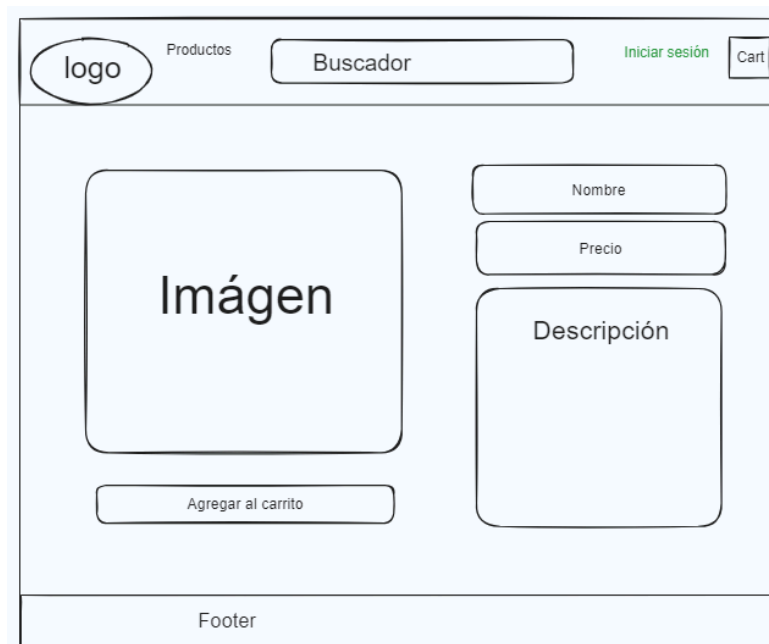 logo
Productos
Buscador
Iniciar sesión
Cart
Imágen
Agregar al carrito
Nombre
Precio
Descripción
Footer